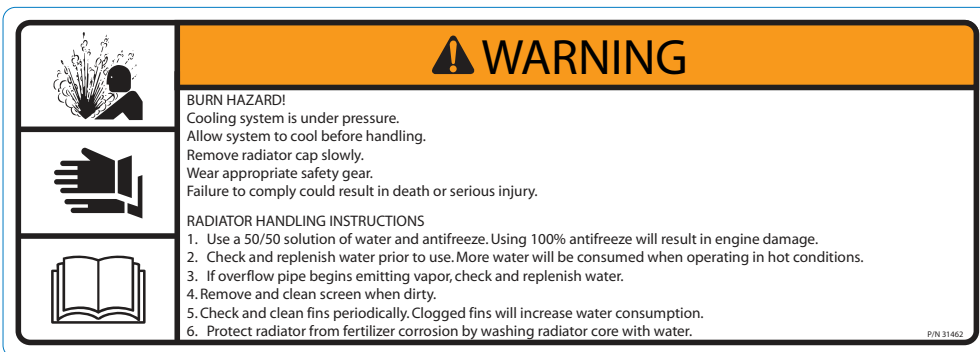 WARNING
BURN HAZARD!
Cooling system is under pressure.
Allow system to cool before handling.
Remove radiator cap slowly.
Wear appropriate safety gear.
Failure to comply could result in death or serious injury.
RADIATOR HANDLING INSTRUCTIONS
1. Use a 50/50 solution of water and antifreeze. Using 100% antifreeze will result in engine damage.
2. Check and replenish water prior to use. More water will be consumed when operating in hot conditions.
3. If overflow pipe begins emitting vapor, check and replenish water.
4. Remove and clean screen when dirty.
5. Check and clean fins periodically. Clogged fins will increase water consumption.
6. Protect radiator from fertilizer corrosion by washing radiator core with water.
P/N 31462